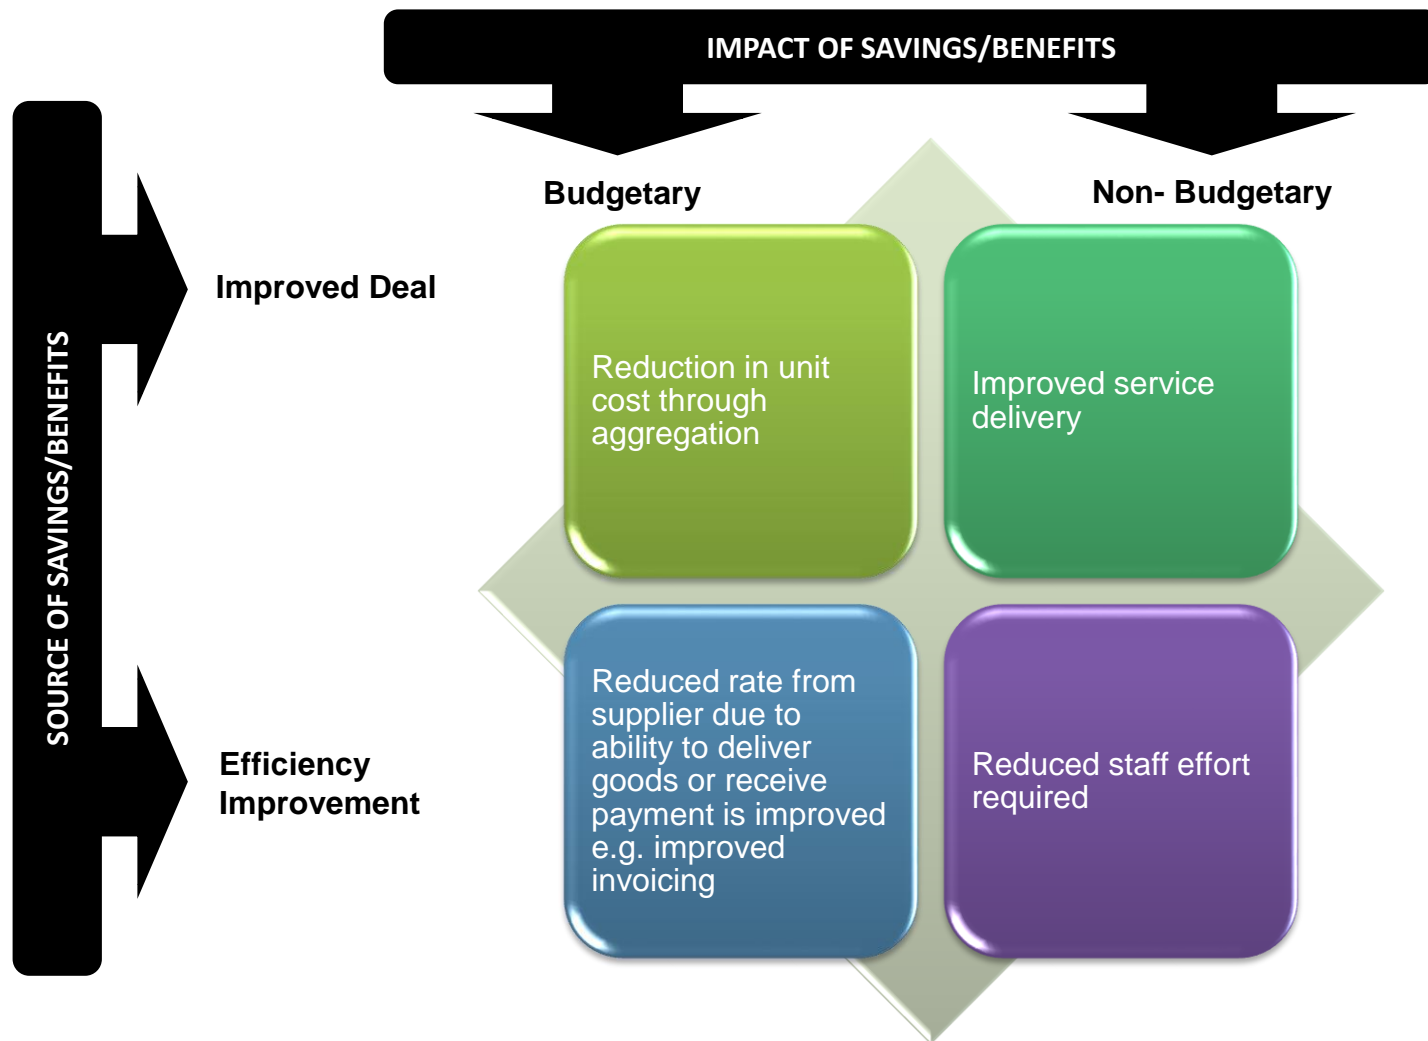 IMPACT OF SAVINGS/BENEFITS
Budgetary
Non- Budgetary
SOURCE OF SAVINGS/BENEFITS
Improved Deal
Reduction in unit
cost through
aggregation
Improved service
delivery
Efficiency
Improvement
Reduced rate from
supplier due to
ability to deliver
goods or receive
payment is improved
e.g. improved
invoicing
Reduced staff effort
required